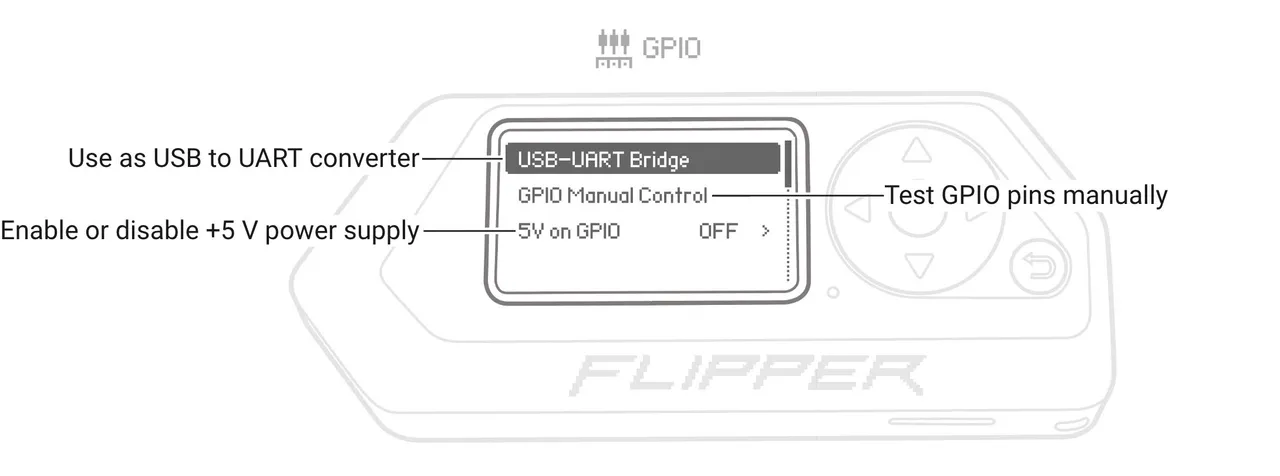 GPIO
Use as USB to UART converter
USB-UART Bridge
GPIO Manual Control
Test GPIO pins manually
Enable or disable +5 V power supply
5V on GPIO OFF >
FLIPPER